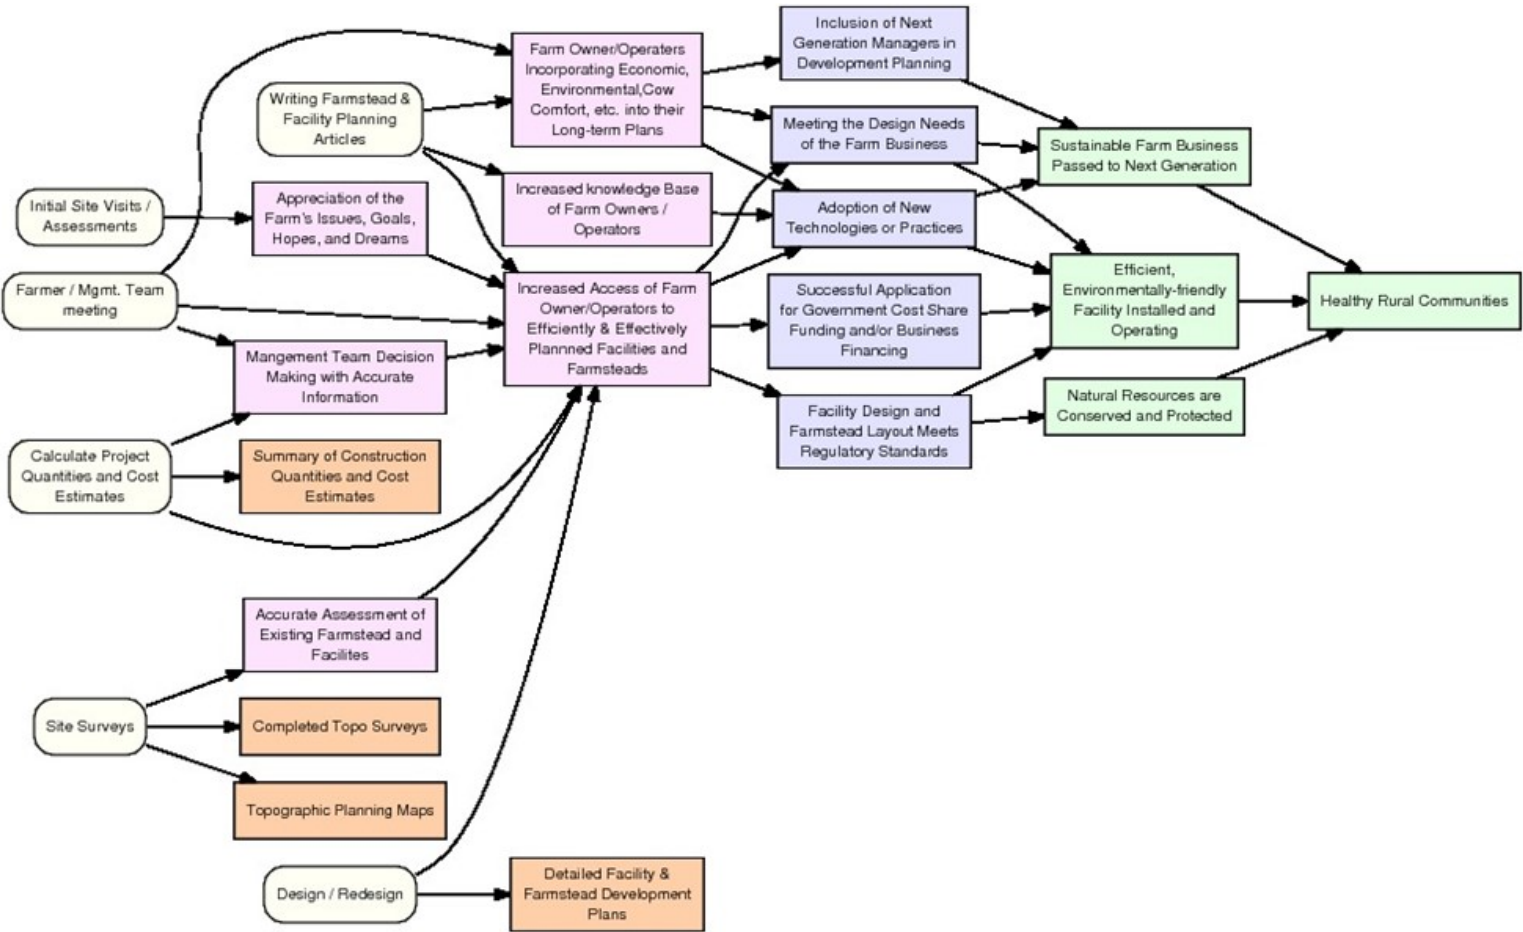 Inclusion of Next
Generation Managers in
Development Planning
Farm Owner/Operaters
Incorporating Economic,
Environmental,Cow
Comfort, etc. into their
Long-term Plans
Writing Farmstead &
Facility Planning
Articles
Meeting the Design Needs
of the Farm Business
Sustainable Farm Business
Passed to Next Generation
Initial Site Visits /
Assessments
Appreciation of the
Farm's Issues, Goals,
Hopes, and Dreams
Increased knowledge Base
of Farm Owners /
Operators
Adoption of New
Technologies or Practices
Farmer / Mgmt. Team
meeting
Increased Access of Farm
Owner/Operators to
Efficiently & Effectively
Plannned Facilities and
Farmsteads
Successful Application
for Government Cost Share
Funding and/or Business
Financing
Efficient,
Environmentally-friendly
Facility Installed and
Operating
Healthy Rural Communities
Mangement Team Decision
Making with Accurate
Information
Facility Design and
Farmstead Layout Meets
Regulatory Standards
Natural Resources are
Conserved and Protected
Calculate Project
Quantities and Cost
Estimates
Summary of Construction
Quantities and Cost
Estimates
Accurate Assessment of
Existing Farmstead and
Facilites
Site Surveys
Completed Topo Surveys
Topographic Planning Maps
Design / Redesign
Detailed Facility &
Farmstead Development
Plans